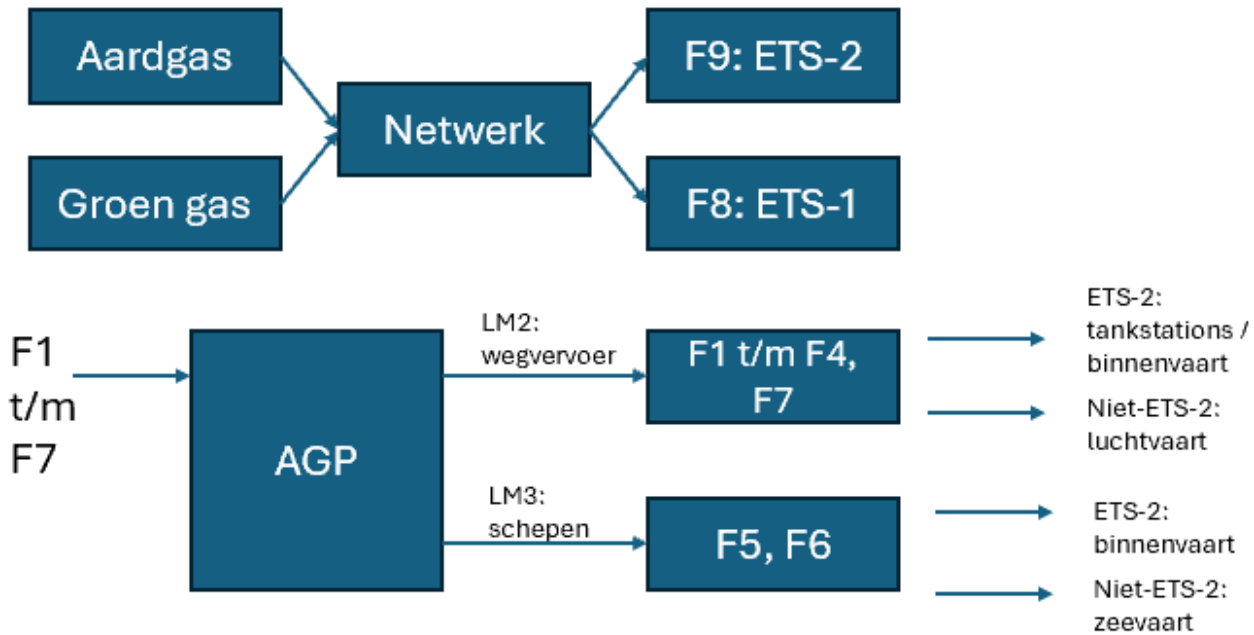 Aardgas
Groen gas
Netwerk
F9: ETS-2
F8: ETS-1
F1
t/m
F7
AGP
LM2:
wegvervoer
F1 t/m F4,
F7
ETS-2:
tankstations /
binnenvaart
Niet-ETS-2:
luchtvaart
LM3:
schepen
F5, F6
ETS-2:
binnenvaart
Niet-ETS-2:
zeevaart